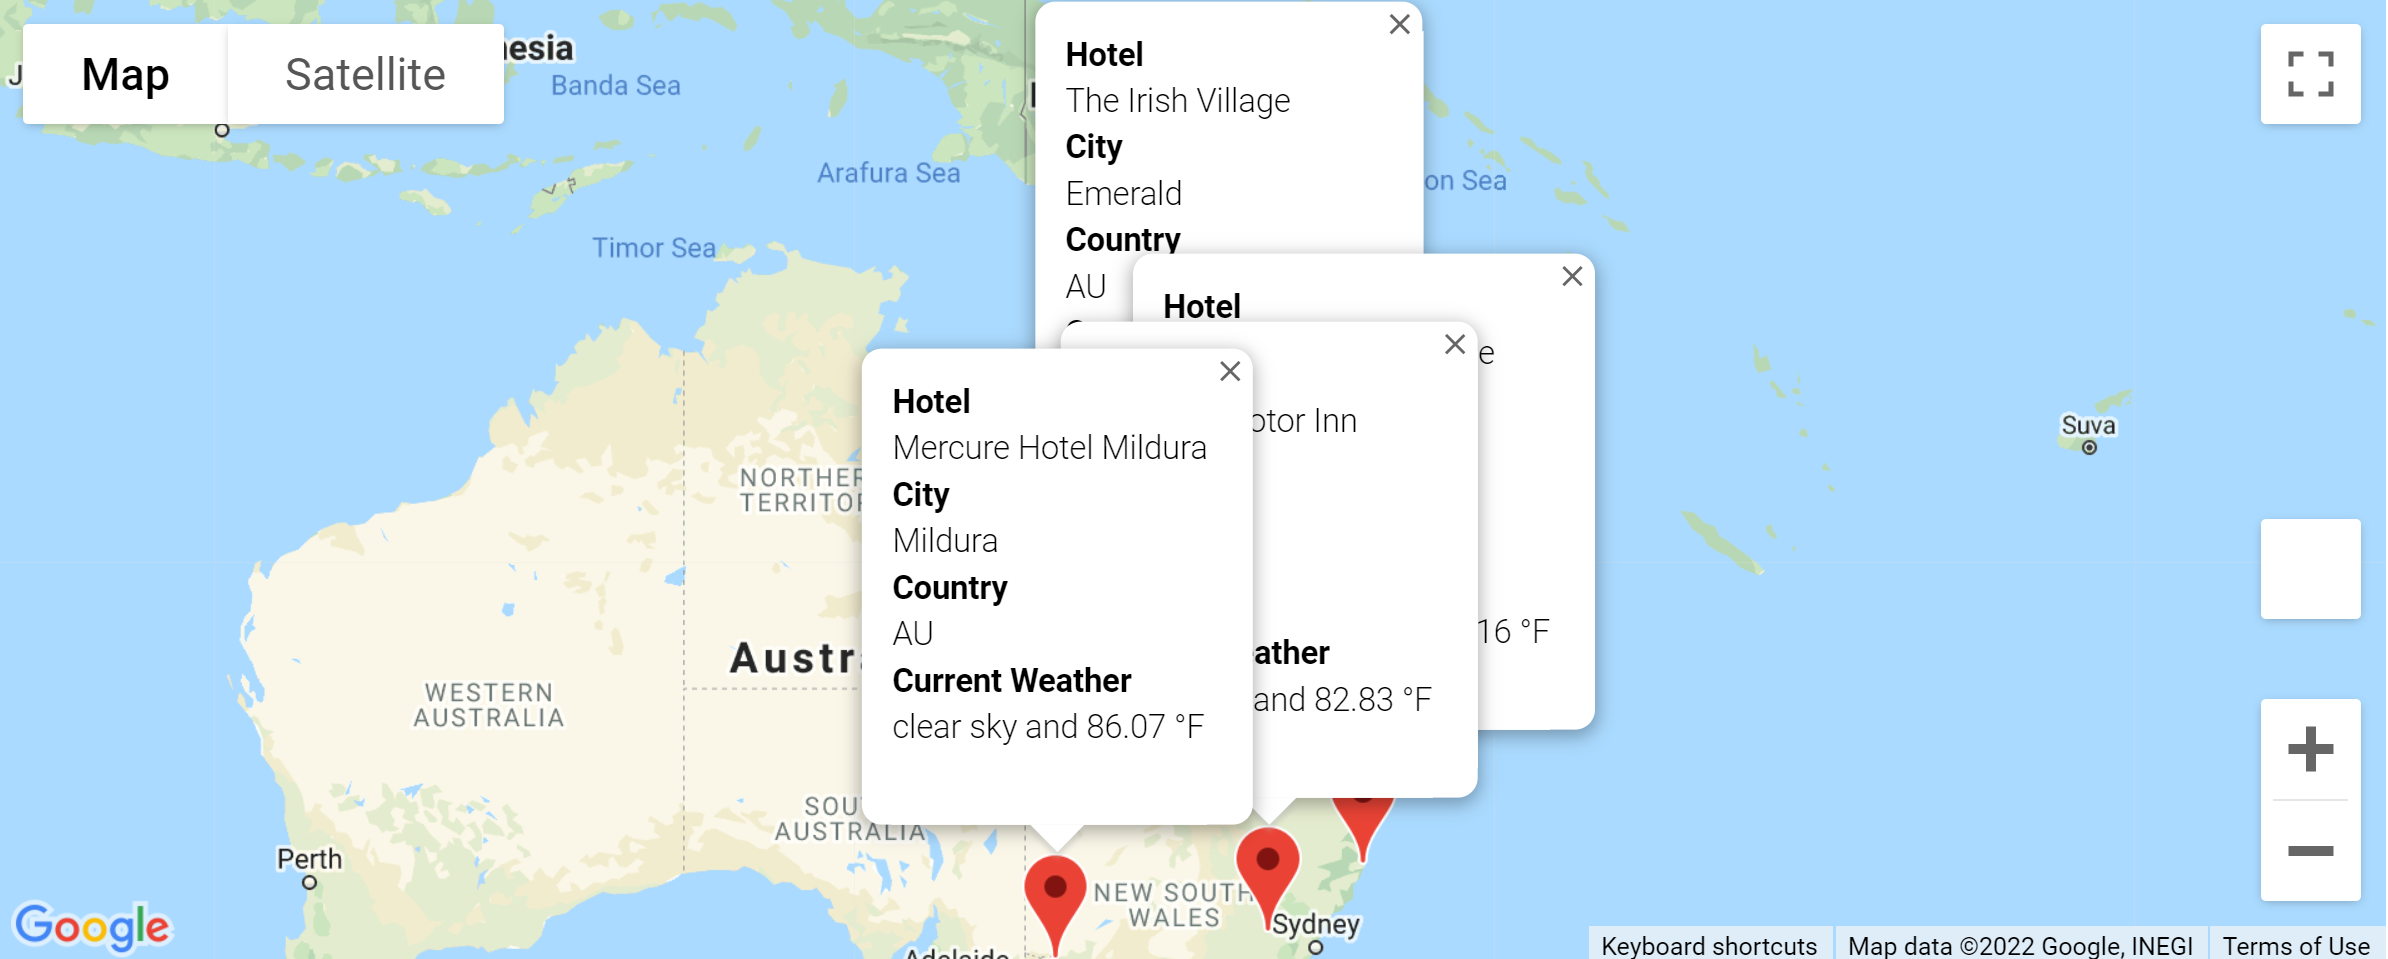 Map
Satellite
Banda Sea
Arafura Sea
Timor Sea
on Sea
Hotel
The Irish Village
City
Emerald
Country
AU
Hotel
16 °F
otor Inn
ather
and 82.83 °F
Hotel
Mercure Hotel Mildura
City
Mildura
Country
AU
Current Weather
clear sky and 86.07 °F
NORTHER
TERRITOR
Austr
WESTERN
AUSTRALIA
SOU
AUSTRALIA
Perth
NEW SOUTH
WALES
Sydney
Adelaide
Suva
Google
Keyboard shortcuts
Map data ©2022 Google, INEGI
Terms of Use